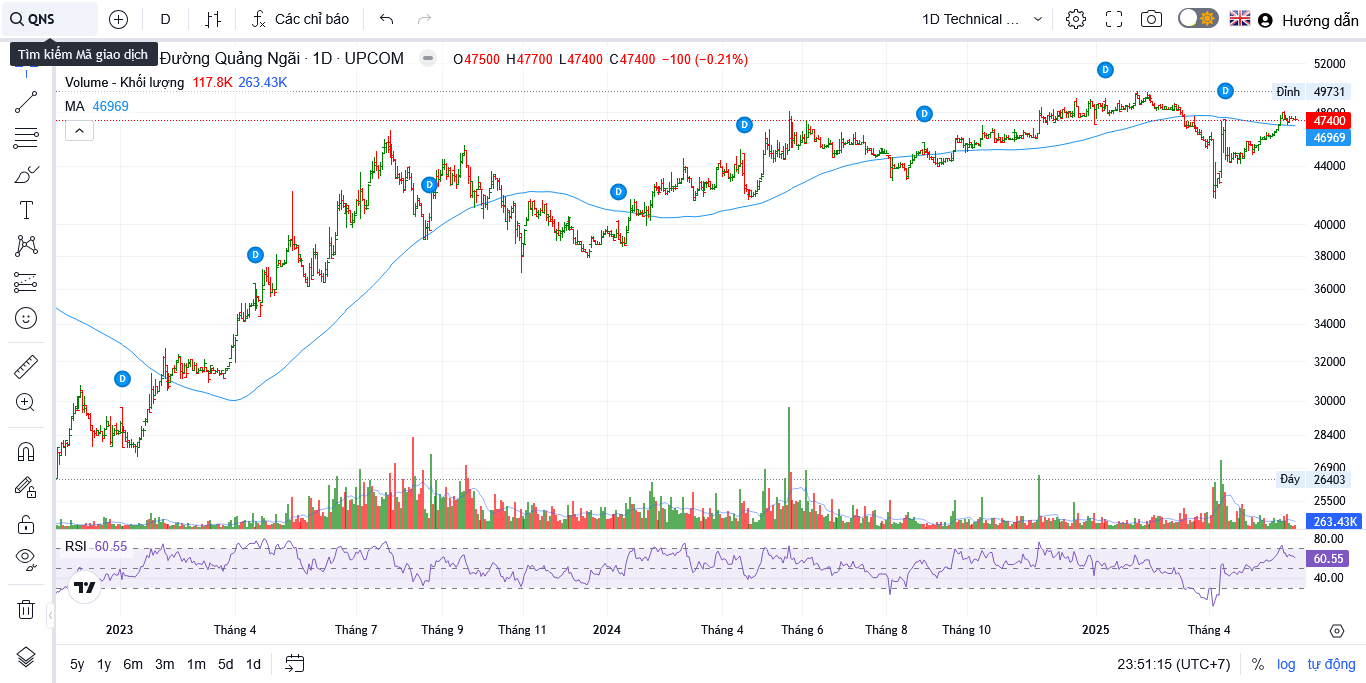 QNS
D
Các chỉ báo
1D Technical ...
Hướng dẫn
Tìm kiếm Mã giao dịch
Đường Quảng Ngãi · 1D · UPCOM
O47500 H47700 L47400 C47400 −100 (−0.21%)
Volume - Khối lượng 117.8K 263.43K
MA 46969
52000
Đỉnh 49731
48000
47400
46969
44000
40000
38000
36000
34000
32000
30000
28400
26900
Đáy 26403
25500
263.43K
D
D
D
D
D
D
D
D
RSI 60.55
80.00
60.55
40.00
2023 Tháng 4 Tháng 7 Tháng 9 Tháng 11 2024 Tháng 4 Tháng 6 Tháng 8 Tháng 10 2025 Tháng 4
5y 1y 6m 3m 1m 5d 1d
23:51:15 (UTC+7) % log tự động